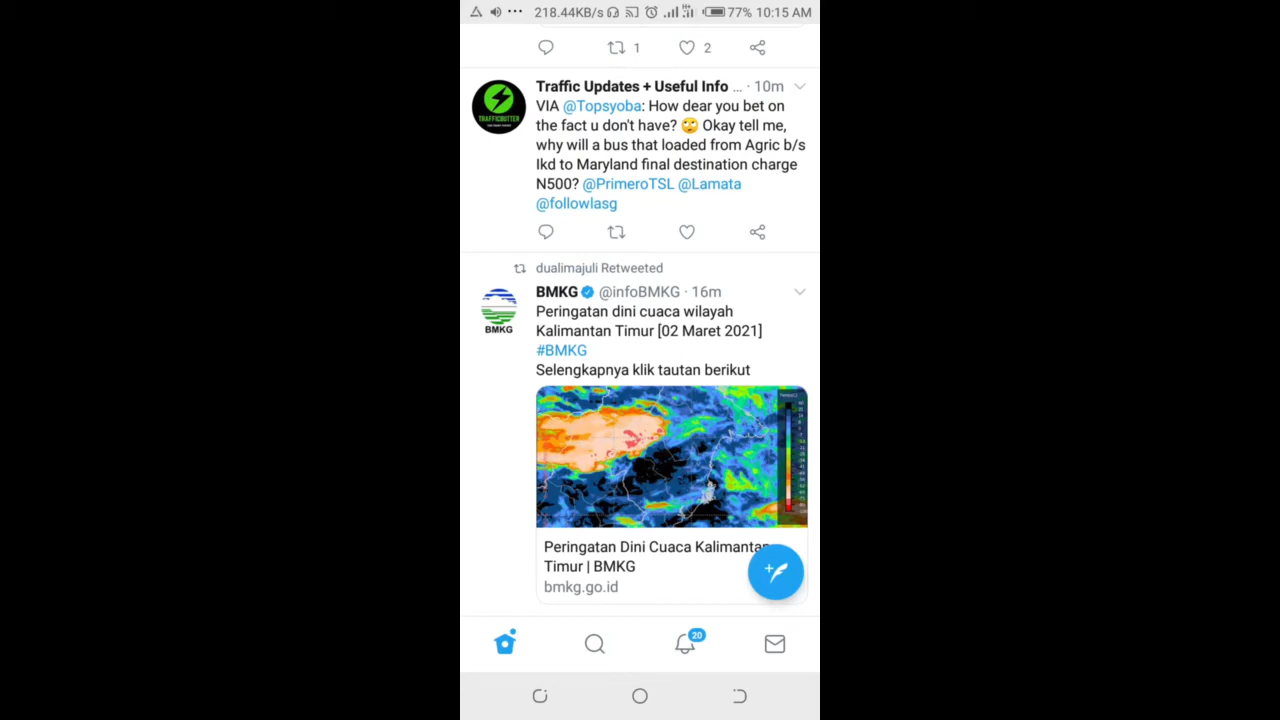 218.44KB/s 77% 10:15 AM
1 2
Traffic Updates + Useful Info ... · 10m
TRAFFICBUTTER
VIA @Topsyoba: How dear you bet on
the fact u don't have? 🙄 Okay tell me,
why will a bus that loaded from Agric b/s
Ikd to Maryland final destination charge
N500? @PrimeroTSL @Lamata
@followlasg
dualimajuli Retweeted
BMKG @infoBMKG · 16m
BMKG
Peringatan dini cuaca wilayah
Kalimantan Timur [02 Maret 2021]
#BMKG
Selengkapnya klik tautan berikut
Peringatan Dini Cuaca Kalimantan
Timur | BMKG
bmkg.go.id
20